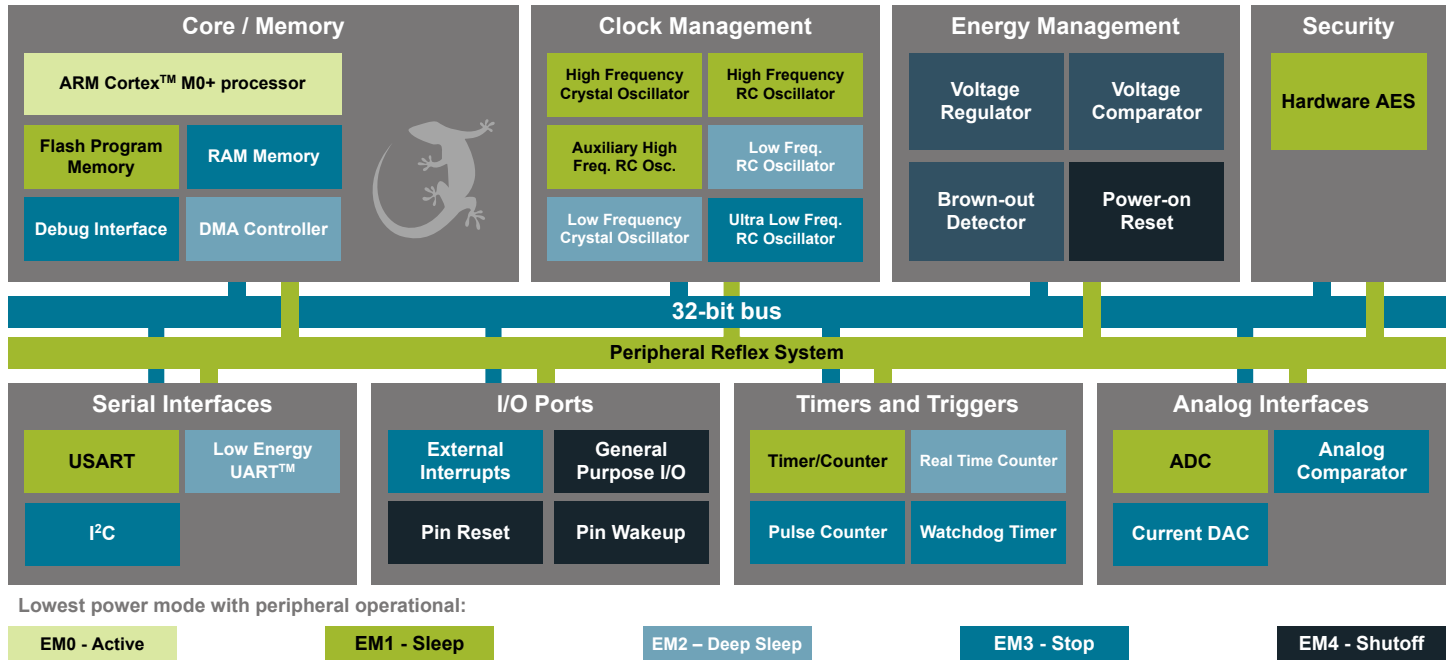 Core / Memory
ARM Cortex™ M0+ processor
Flash Program
Memory
RAM Memory
Debug Interface
DMA Controller
Clock Management
High Frequency
Crystal Oscillator
High Frequency
RC Oscillator
Auxiliary High
Freq. RC Osc.
Low Freq.
RC Oscillator
Low Frequency
Crystal Oscillator
Ultra Low Freq.
RC Oscillator
Energy Management
Voltage
Regulator
Voltage
Comparator
Brown-out
Detector
Power-on
Reset
Security
Hardware AES
32-bit bus
Peripheral Reflex System
Serial Interfaces
USART
Low Energy
UART™
I²C
I/O Ports
External
Interrupts
General
Purpose I/O
Pin Reset
Pin Wakeup
Timers and Triggers
Timer/Counter
Real Time Counter
Pulse Counter
Watchdog Timer
Analog Interfaces
ADC
Analog
Comparator
Current DAC
Lowest power mode with peripheral operational:
EM0 - Active
EM1 - Sleep
EM2 – Deep Sleep
EM3 - Stop
EM4 - Shutoff